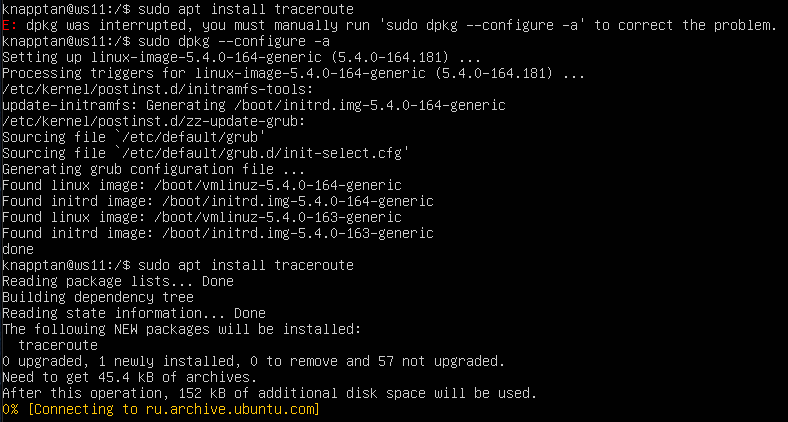 knapptan@ws11:/$ sudo apt install traceroute
E: dpkg was interrupted, you must manually run 'sudo dpkg --configure -a' to correct the problem.
knapptan@ws11:/$ sudo dpkg --configure -a
Setting up linux-image-5.4.0-164-generic (5.4.0-164.181) ...
Processing triggers for linux-image-5.4.0-164-generic (5.4.0-164.181) ...
/etc/kernel/postinst.d/initramfs-tools:
update-initramfs: Generating /boot/initrd.img-5.4.0-164-generic
/etc/kernel/postinst.d/zz-update-grub:
Sourcing file `/etc/default/grub'
Sourcing file `/etc/default/grub.d/init-select.cfg'
Generating grub configuration file ...
Found linux image: /boot/vmlinuz-5.4.0-164-generic
Found initrd image: /boot/initrd.img-5.4.0-164-generic
Found linux image: /boot/vmlinuz-5.4.0-163-generic
Found initrd image: /boot/initrd.img-5.4.0-163-generic
done
knapptan@ws11:/$ sudo apt install traceroute
Reading package lists... Done
Building dependency tree
Reading state information... Done
The following NEW packages will be installed:
  traceroute
0 upgraded, 1 newly installed, 0 to remove and 57 not upgraded.
Need to get 45.4 kB of archives.
After this operation, 152 kB of additional disk space will be used.
0% [Connecting to ru.archive.ubuntu.com]